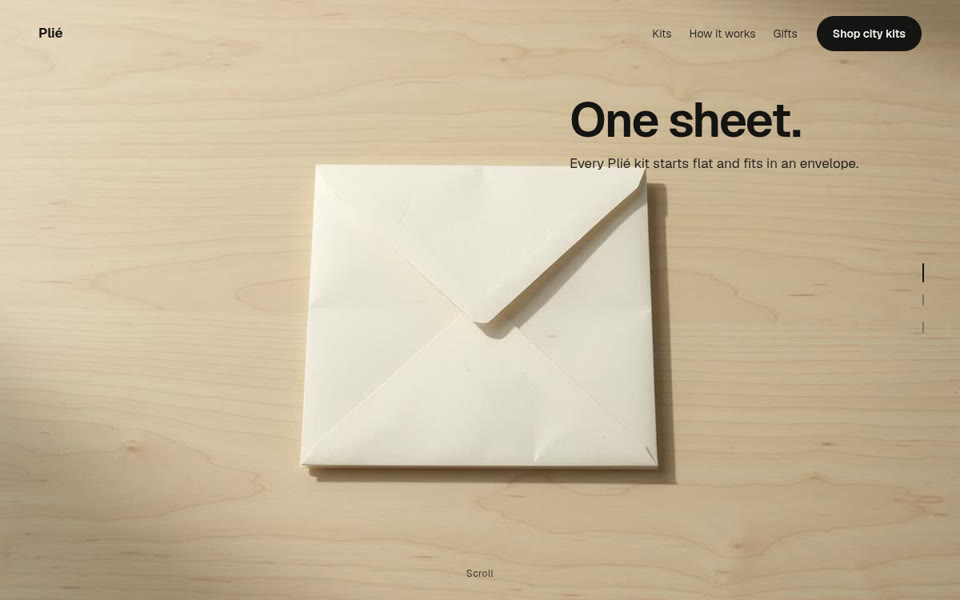 Plié
Kits
How it works
Gifts
Shop city kits
One sheet.
Every Plié kit starts flat and fits in an envelope.
Scroll